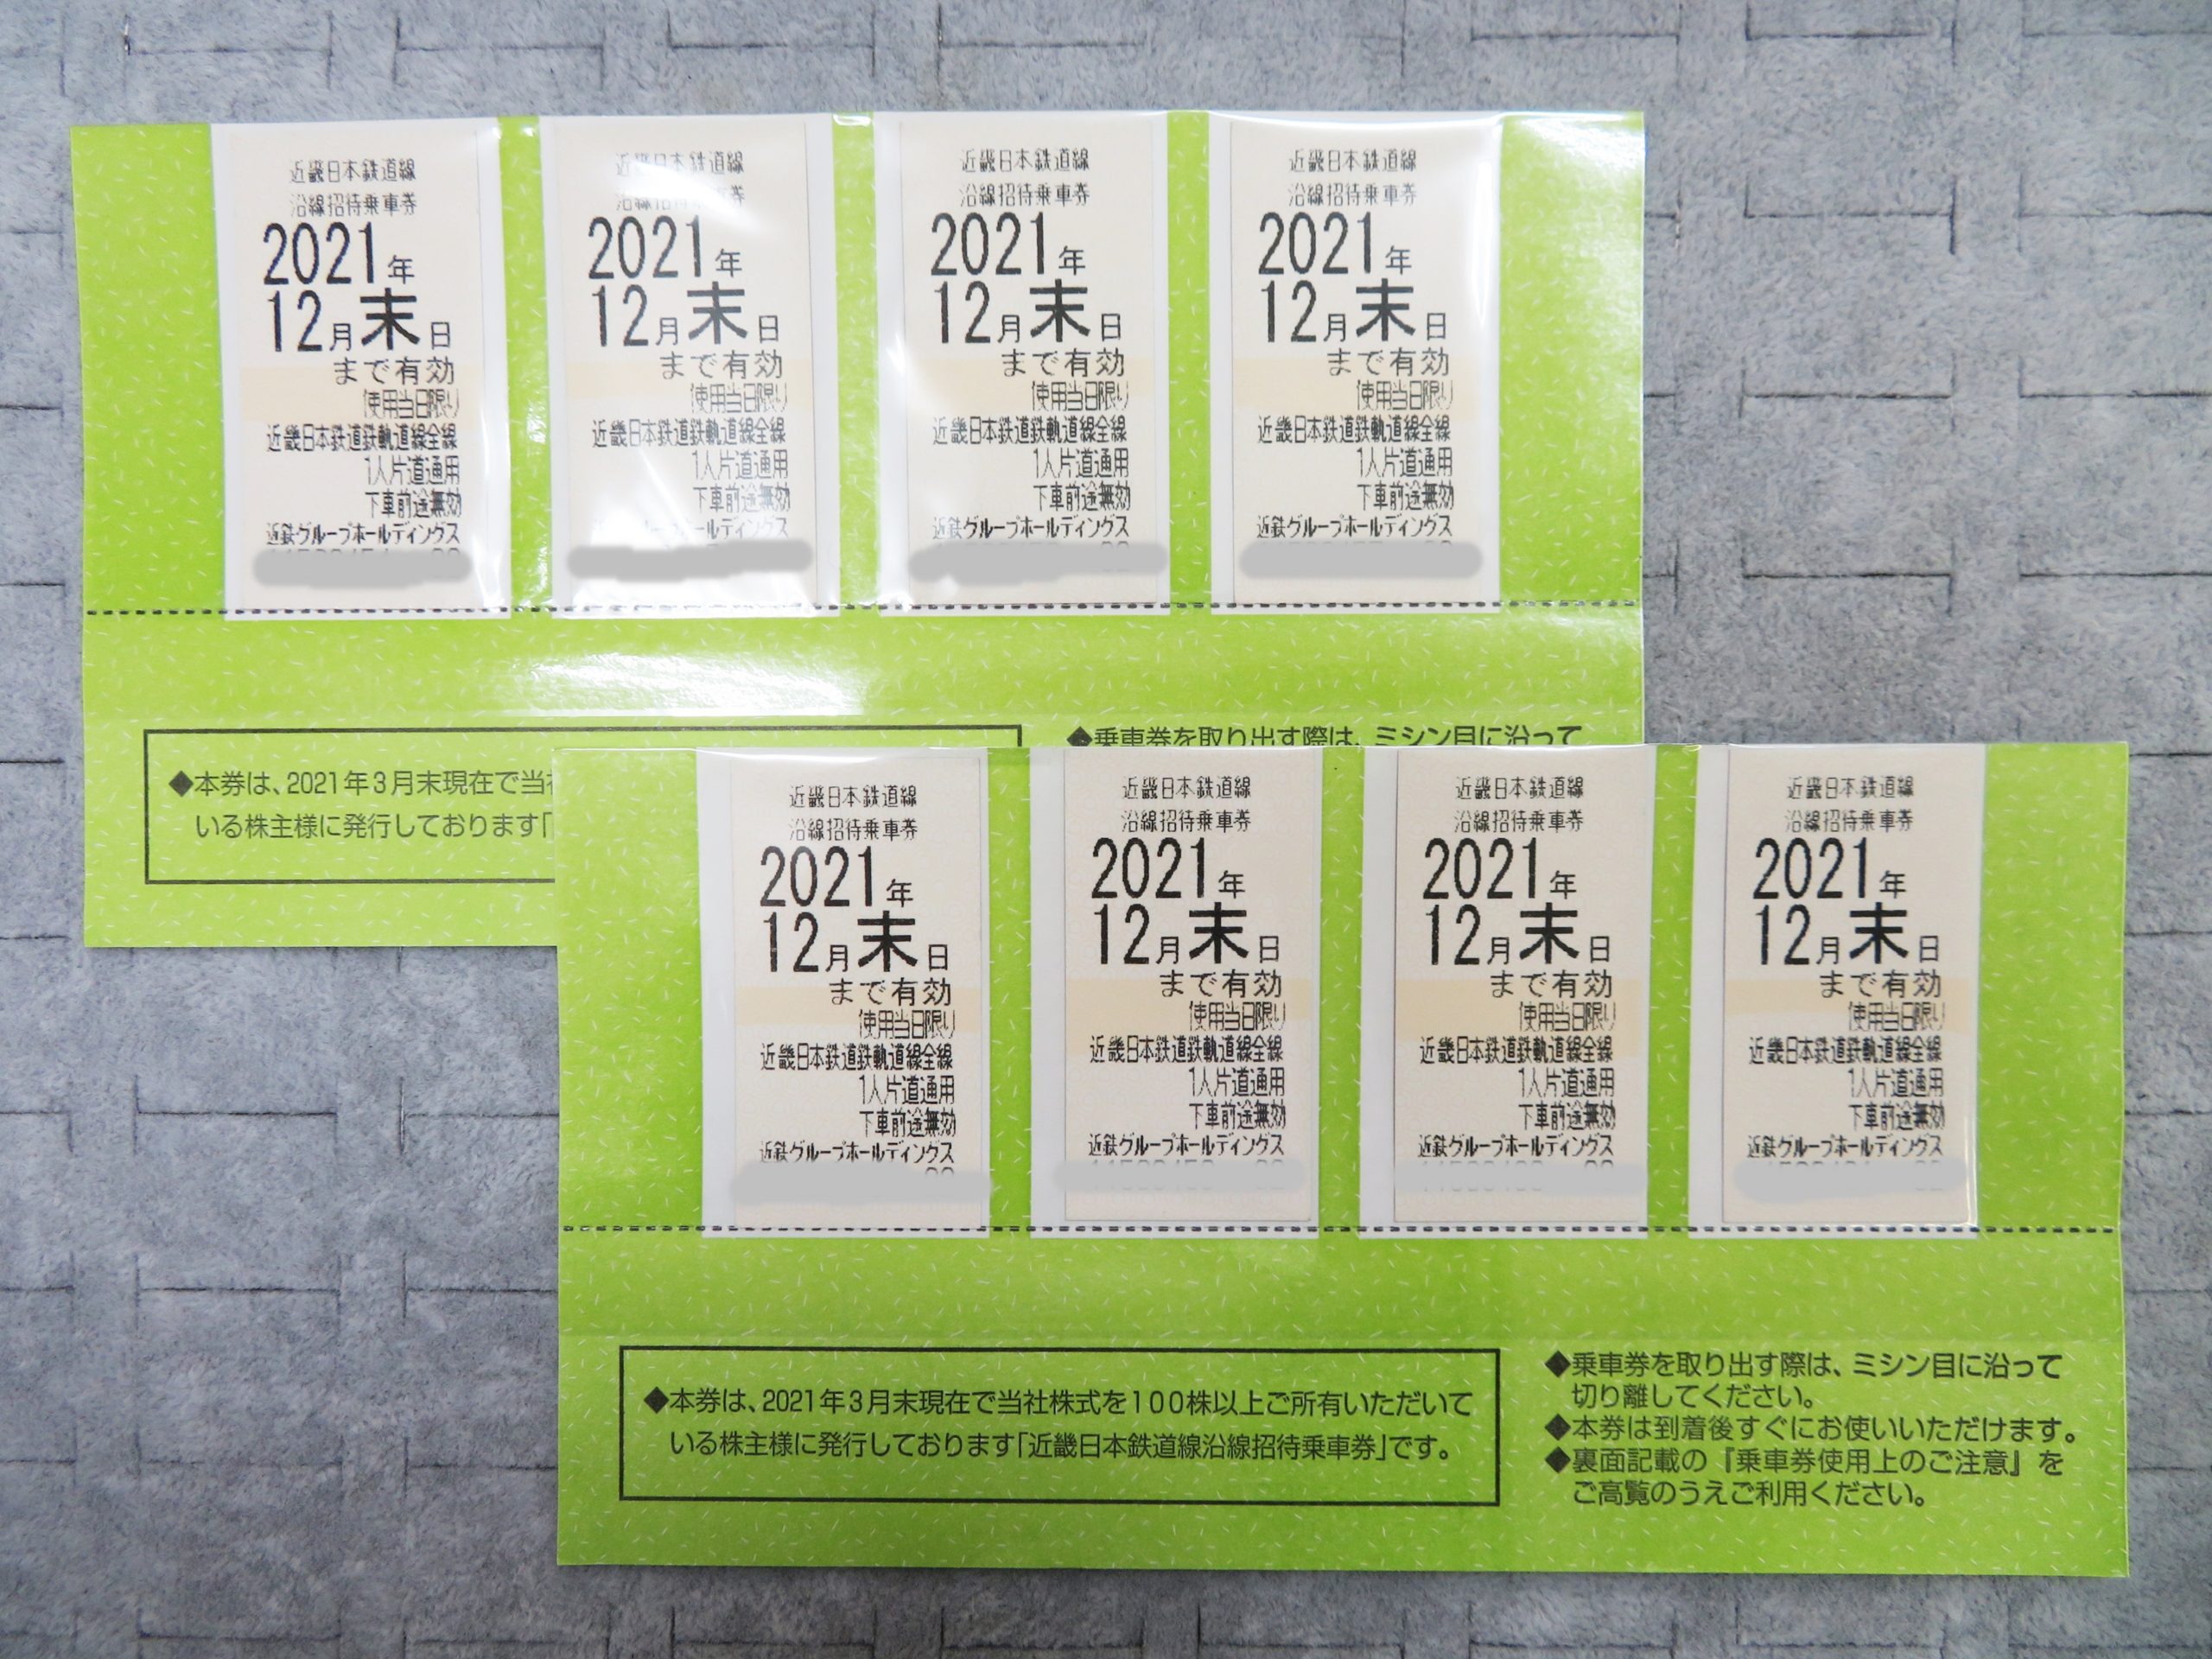 近畿日本鉄道線
沿線招待乗車券
2021年
12月末日
まで有効
使用当日限り
近畿日本鉄道鉄軌道線全線
1人片道通用
下車前途無効
近鉄グループホールディングス
近畿日本鉄道線
沿線招待乗車券
2021年
12月末日
まで有効
使用当日限り
近畿日本鉄道鉄軌道線全線
1人片道通用
下車前途無効
ループホールディングス
近畿日本鉄道線
沿線招待乗車券
2021年
12月末日
まで有効
使用当日限り
近畿日本鉄道鉄軌道線全線
1人片道通用
下車前途無効
近鉄グループホールディングス
近畿日本鉄道線
沿線招待乗車券
2021年
12月末日
まで有効
使用当日限り
近畿日本鉄道鉄軌道線全線
1人片道通用
下車前途無効
近鉄グループホールディングス
◆本券は、2021年3月末現在で当
いる株主様に発行しております「
◆乗車券を取り出す際は、ミシン目に沿って
近畿日本鉄道線
沿線招待乗車券
2021年
12月末日
まで有効
使用当日限り
近畿日本鉄道鉄軌道線全線
1人片道通用
下車前途無効
近鉄グループホールディングス
近畿日本鉄道線
沿線招待乗車券
2021年
12月末日
まで有効
使用当日限り
近畿日本鉄道鉄軌道線全線
1人片道通用
下車前途無効
近鉄グループホールディングス
近畿日本鉄道線
沿線招待乗車券
2021年
12月末日
まで有効
使用当日限り
近畿日本鉄道鉄軌道線全線
1人片道通用
下車前途無効
近鉄グループホールディングス
近畿日本鉄道線
沿線招待乗車券
2021年
12月末日
まで有効
使用当日限り
近畿日本鉄道鉄軌道線全線
1人片道通用
下車前途無効
近鉄グループホールディングス
◆本券は、2021年3月末現在で当社株式を100株以上ご所有いただいて
いる株主様に発行しております「近畿日本鉄道線沿線招待乗車券」です。
◆乗車券を取り出す際は、ミシン目に沿って
切り離してください。
◆本券は到着後すぐにお使いいただけます。
◆裏面記載の『乗車券使用上のご注意』を
ご高覧のうえご利用ください。